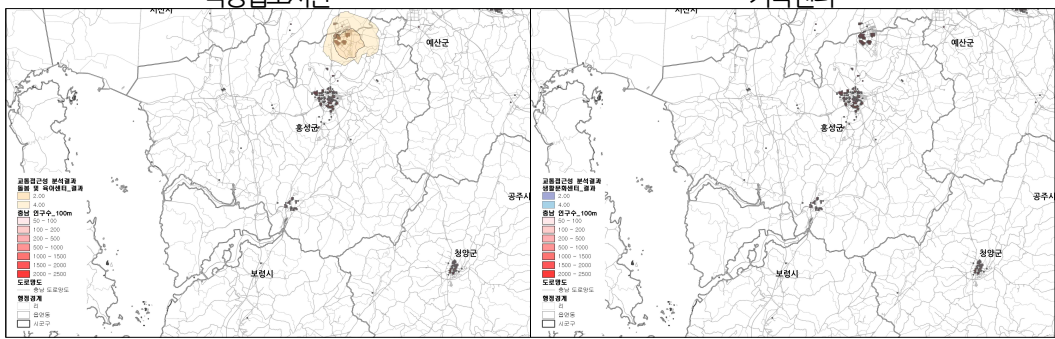 서산시
예산군
홍성군
공주시
청양군
보령시
교통접근성 분석결과
돌봄 및 육아센터_결과
2.00
4.00
충남 인구수_100m
50 - 100
100 - 200
200 - 500
500 - 1000
1000 - 1500
1500 - 2000
2000 - 2500
도로망도
충남 도로망도
행정경계
리
읍면동
시군구
서산시
예산군
홍성군
공주시
청양군
보령시
교통접근성 분석결과
생활문화센터_결과
2.00
4.00
충남 인구수_100m
50 - 100
100 - 200
200 - 500
500 - 1000
1000 - 1500
1500 - 2000
2000 - 2500
도로망도
충남 도로망도
행정경계
리
읍면동
시군구